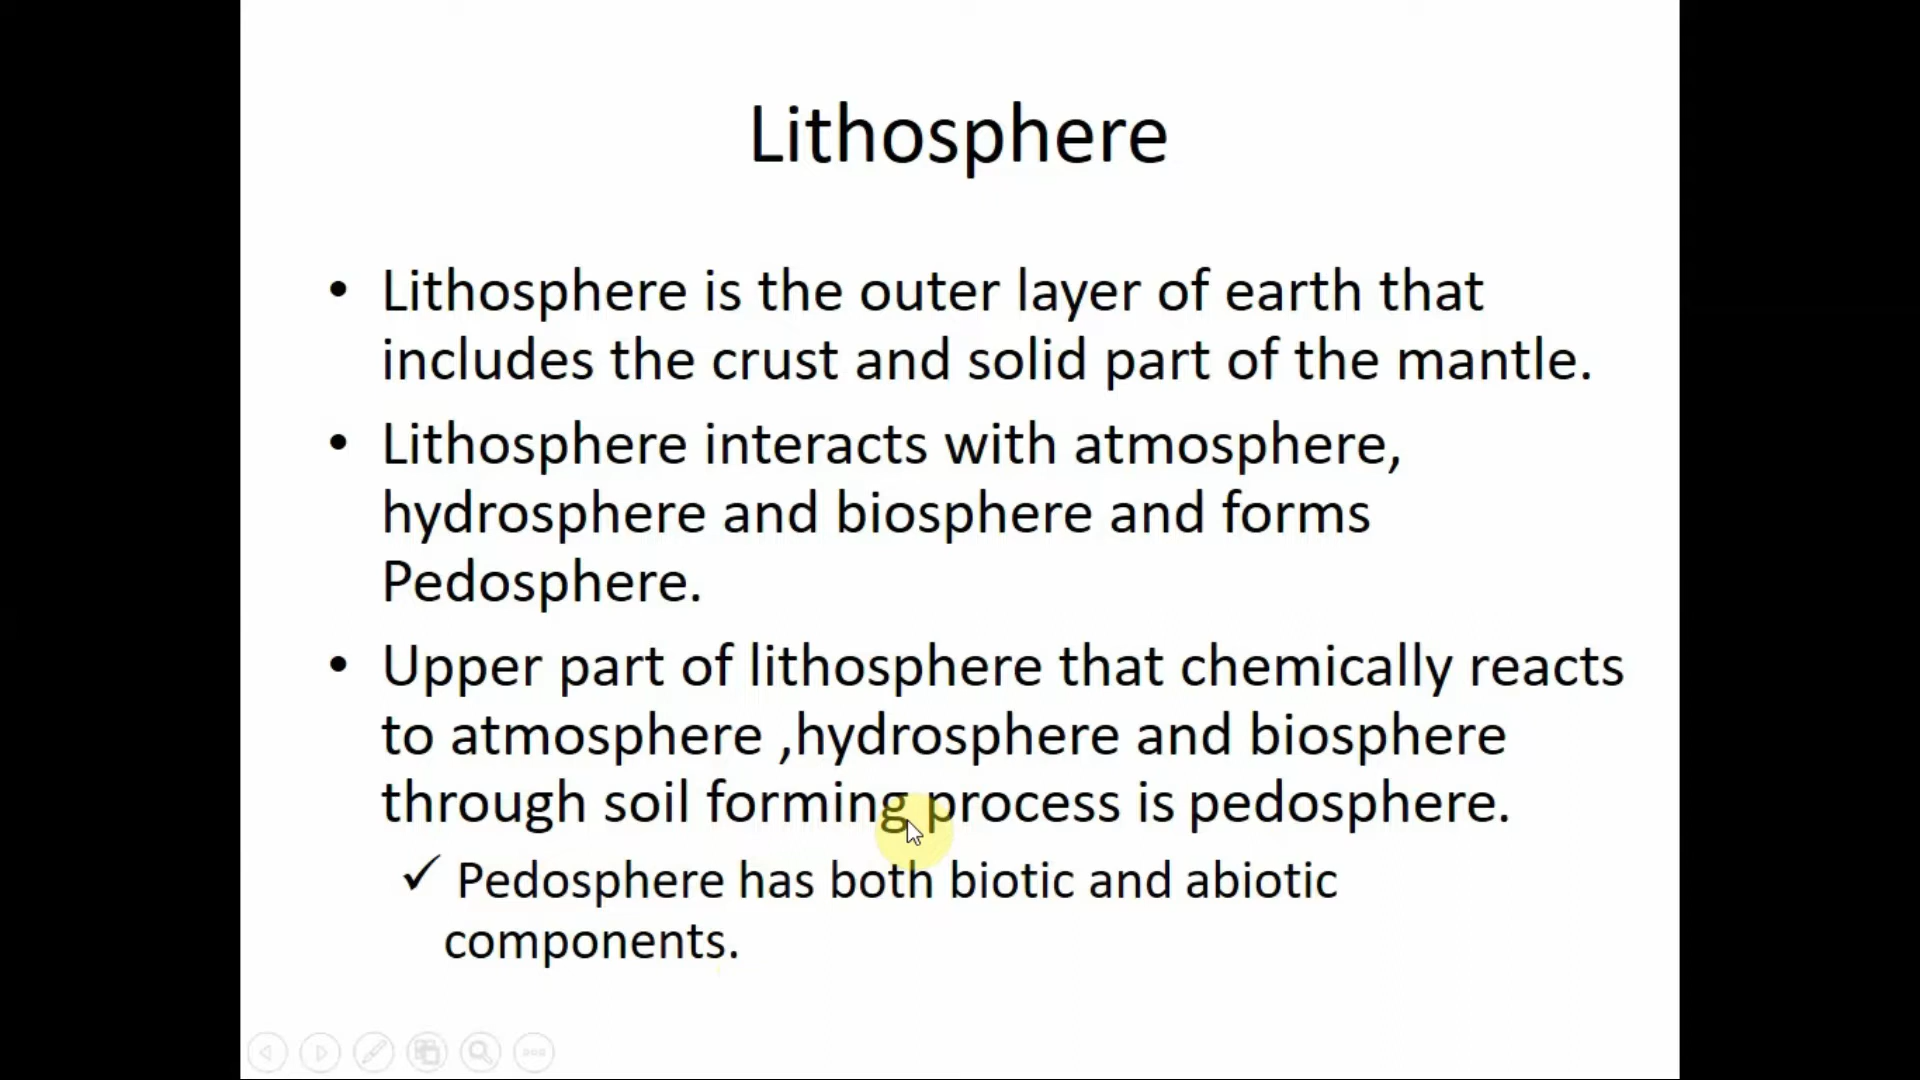 Lithosphere
• Lithosphere is the outer layer of earth that
includes the crust and solid part of the mantle.
• Lithosphere interacts with atmosphere,
hydrosphere and biosphere and forms
Pedosphere.
• Upper part of lithosphere that chemically reacts
to atmosphere ,hydrosphere and biosphere
through soil forming process is pedosphere.
✓ Pedosphere has both biotic and abiotic
components.